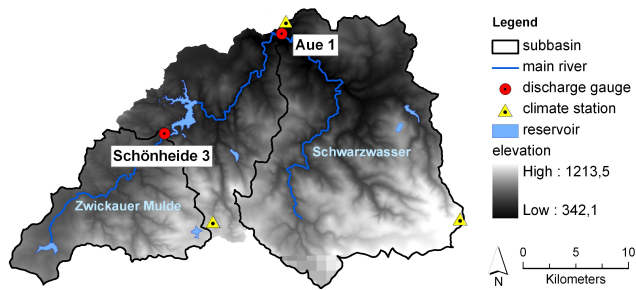 Aue 1
Schönheide 3
Schwarzwasser
Zwickauer Mulde
Legend
subbasin
main river
discharge gauge
climate station
reservoir
elevation
High : 1213,5
Low : 342,1
N
0 5 10
Kilometers